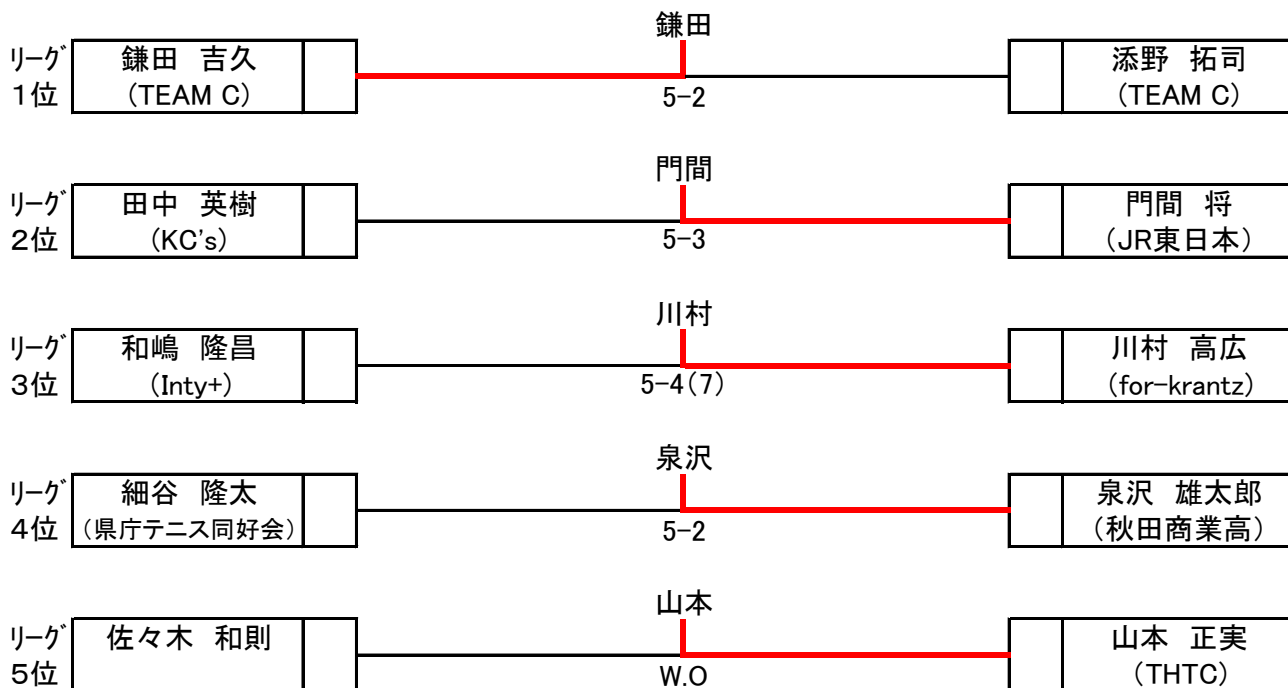 鎌田
ﾘｰｸﾞ 鎌田 吉久 添野 拓司
1位 (TEAM C) 5-2 (TEAM C)
門間
ﾘｰｸﾞ 田中 英樹 門間 将
2位 (KC's) 5-3 (JR東日本)
川村
ﾘｰｸﾞ 和嶋 隆昌 川村 高広
3位 (Inty+) 5-4(7) (for-krantz)
泉沢
ﾘｰｸﾞ 細谷 隆太 泉沢 雄太郎
4位 (県庁テニス同好会) 5-2 (秋田商業高)
山本
ﾘｰｸﾞ 佐々木 和則 山本 正実
5位 W.O (THTC)